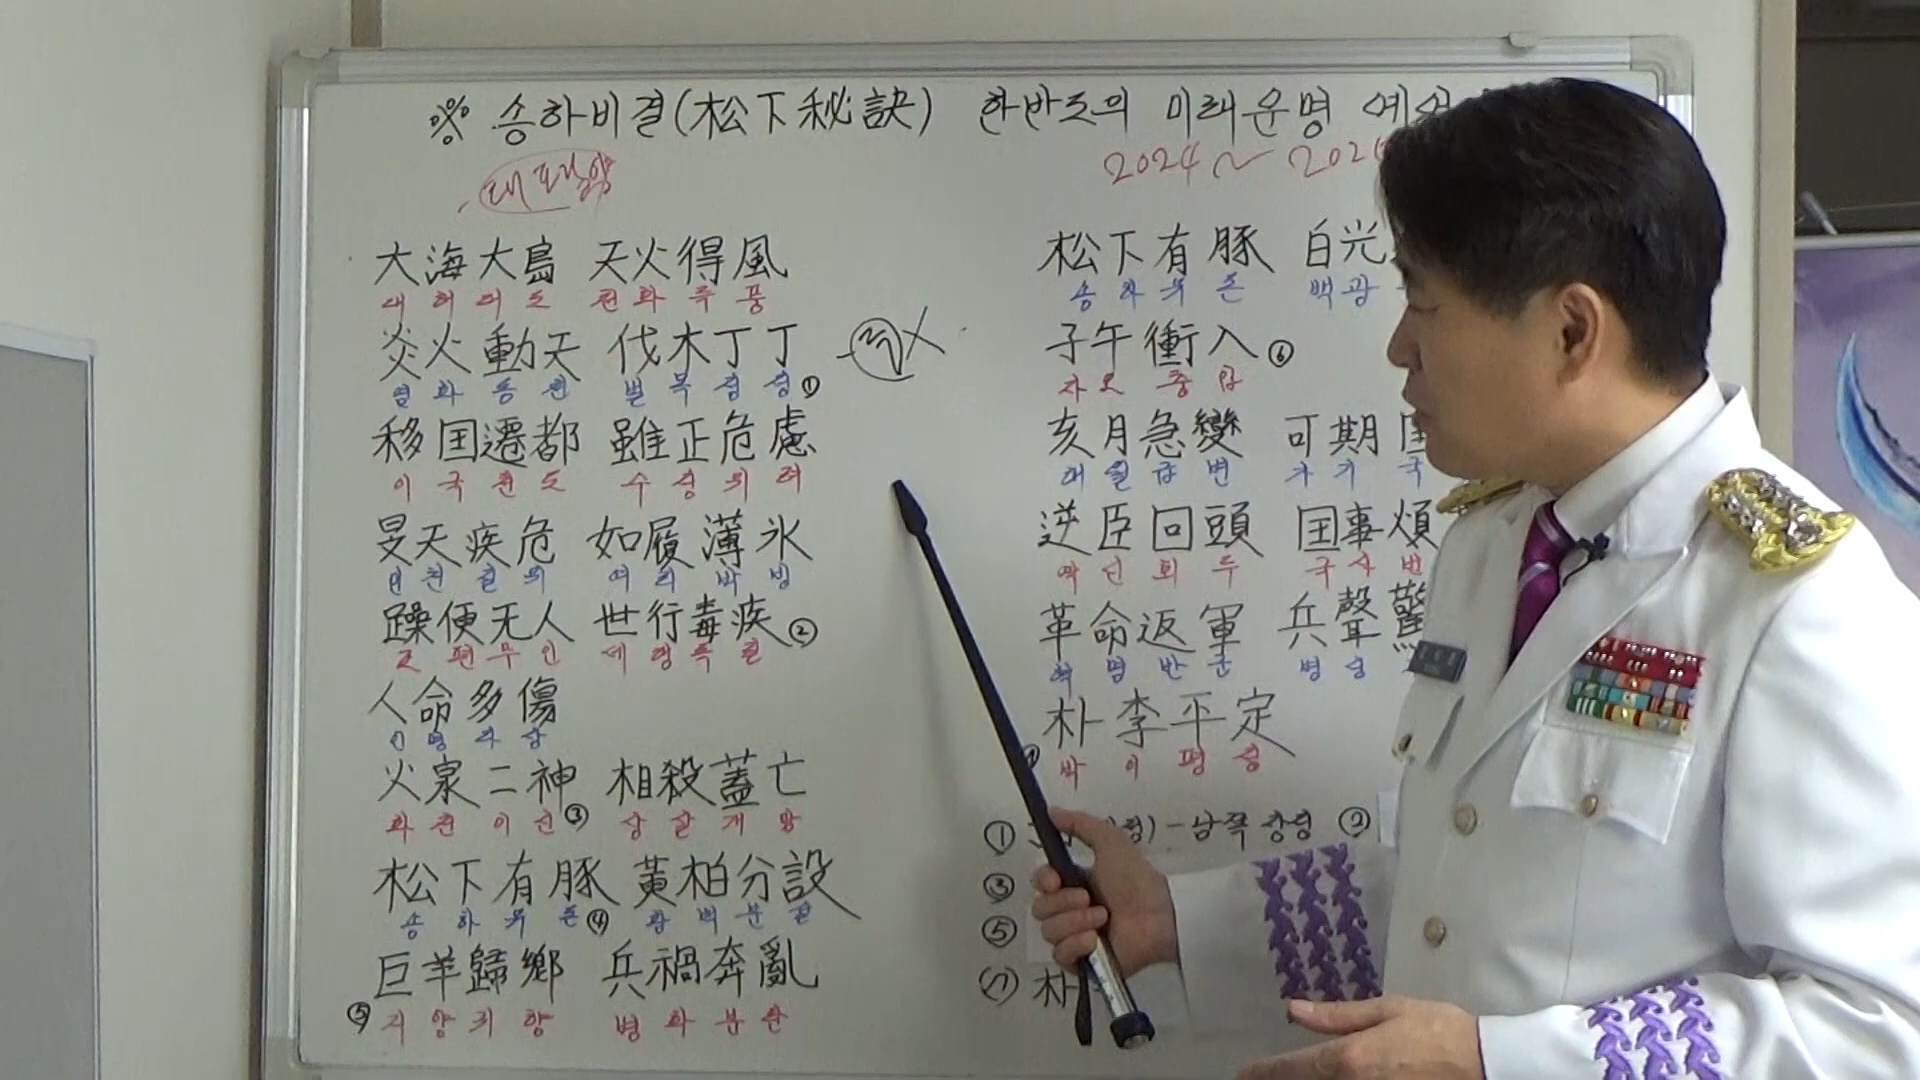 ※ 송하비결(松下秘訣) 한반도의 미래운명 예언
2024 ~ 202
大海大島 天火得風
대 해 대 도 천 화 득 풍
炎火動天 伐木丁丁
염 화 동 천 벌 목 정 정 ①
移国遷都 雖正危慮
이 국 천 도 수 정 위 려
旻天疾危 如履薄氷
민 천 질 위 여 리 박 빙
躁便无人 世行毒疾 ②
조 편 무 인 세 행 독 질
人命多傷
인 명 다 상
火泉二神 ③ 相殺蓋亡
화 천 이 신 상 살 개 망
松下有豚 黃柏分設
송 하 유 돈 ④ 황 백 분 설
巨羊歸鄉 兵禍奔亂
⑤ 거 양 귀 향 병 화 분 란
松下有豚 白光
송 하 유 돈 백 광
子午衝入 ⑥
자 오 충 입
亥月急變 可期国
해 월 급 변 가 기 국
逆臣回頭 国事煩
역 신 회 두 국 사 번
革命返軍 兵聲驚
혁 명 반 군 병 성
朴李平定
박 이 평 정
① - 남쪽 창성 ②
③
⑤
⑦ 朴